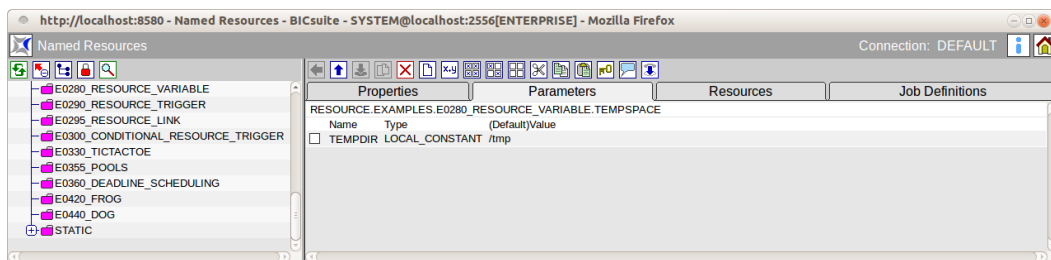 http://localhost:8580 - Named Resources - BICsuite - SYSTEM@localhost:2556[ENTERPRISE] - Mozilla Firefox
Named Resources
Connection: DEFAULT
x.y
E0280_RESOURCE_VARIABLE
E0290_RESOURCE_TRIGGER
E0295_RESOURCE_LINK
E0300_CONDITIONAL_RESOURCE_TRIGGER
E0330_TICTACTOE
E0355_POOLS
E0360_DEADLINE_SCHEDULING
E0420_FROG
E0440_DOG
STATIC
Properties Parameters Resources Job Definitions
RESOURCE.EXAMPLES.E0280_RESOURCE_VARIABLE.TEMPSPACE
Name Type (Default)Value
TEMPDIR LOCAL_CONSTANT /tmp